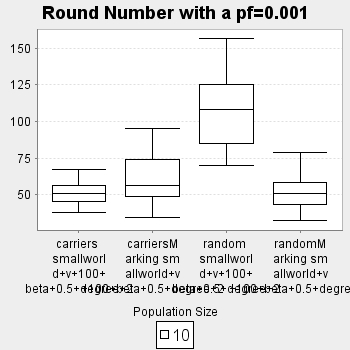 Round Number with a pf=0.001
150
125
100
75
50
carriers smallworl d+v+100+
carriersM arking sm allworld+v
random smallworl d+v+100+
randomM arking sm allworld+v
Population Size
10